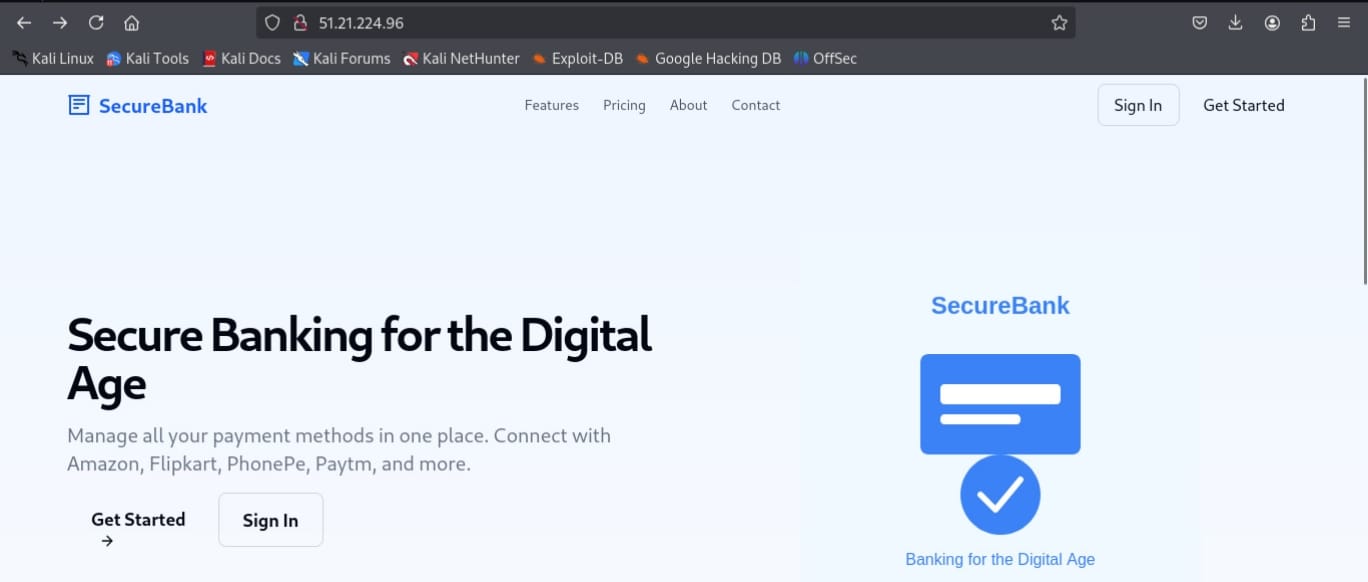 51.21.224.96
Kali Linux Kali Tools Kali Docs Kali Forums Kali NetHunter Exploit-DB Google Hacking DB OffSec
SecureBank Features Pricing About Contact Sign In Get Started
SecureBank
Secure Banking for the Digital
Age
Manage all your payment methods in one place. Connect with
Amazon, Flipkart, PhonePe, Paytm, and more.
Get Started Sign In
→
Banking for the Digital Age